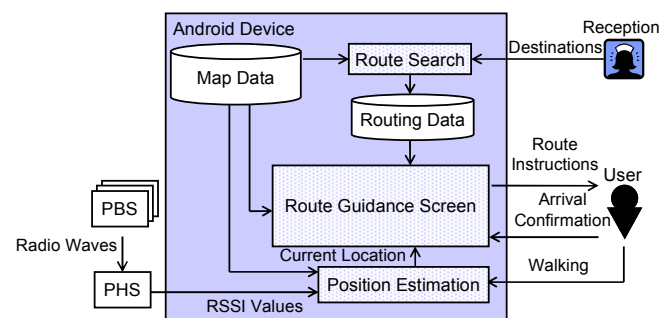 Android Device
Reception
Destinations
Map Data
Route Search
Routing Data
Route
Instructions
User
PBS
Route Guidance Screen
Arrival
Confirmation
Radio Waves
Current Location
Walking
PHS
Position Estimation
RSSI Values